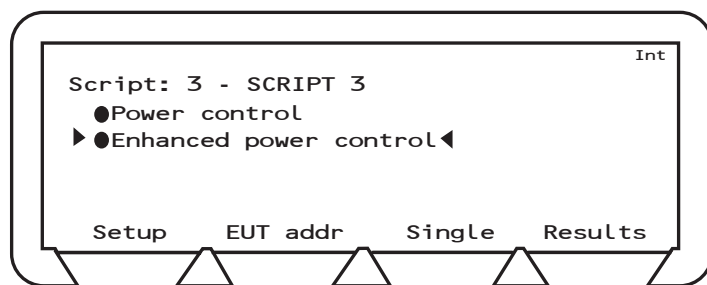 Int
Script: 3 - SCRIPT 3
●Power control
▶ ●Enhanced power control◀
Setup EUT addr Single Results